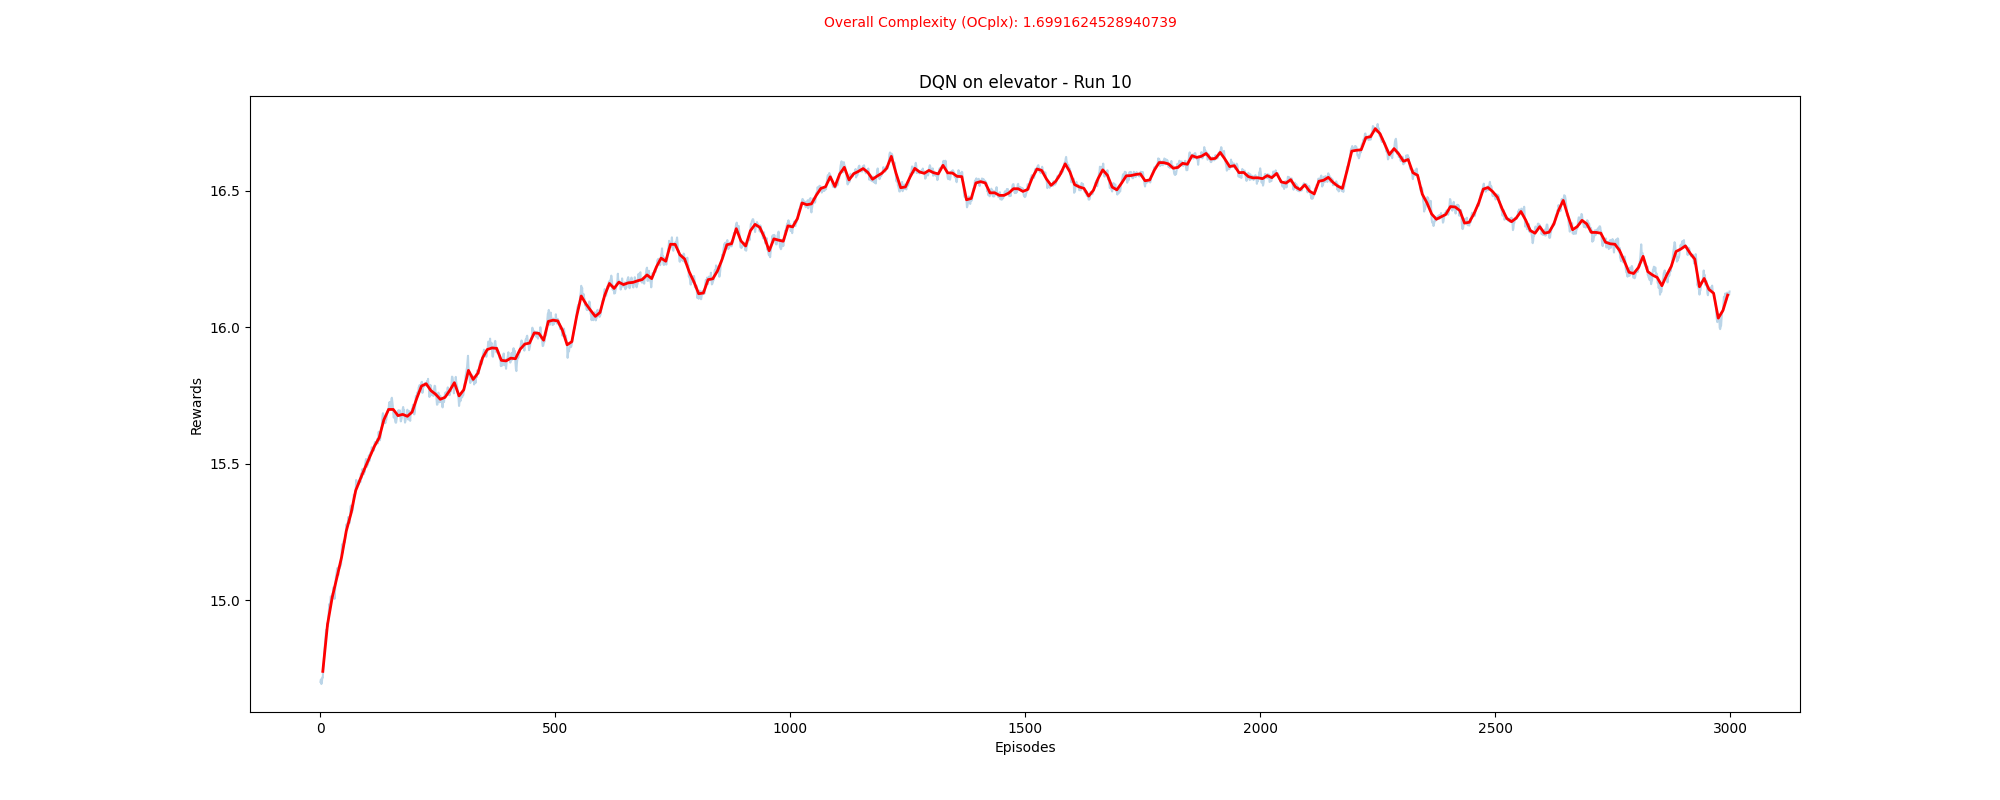 Overall Complexity (OCplx): 1.6991624528940739
DQN on elevator - Run 10
Rewards
16.5
16.0
15.5
15.0
0 500 1000 1500 2000 2500 3000
Episodes